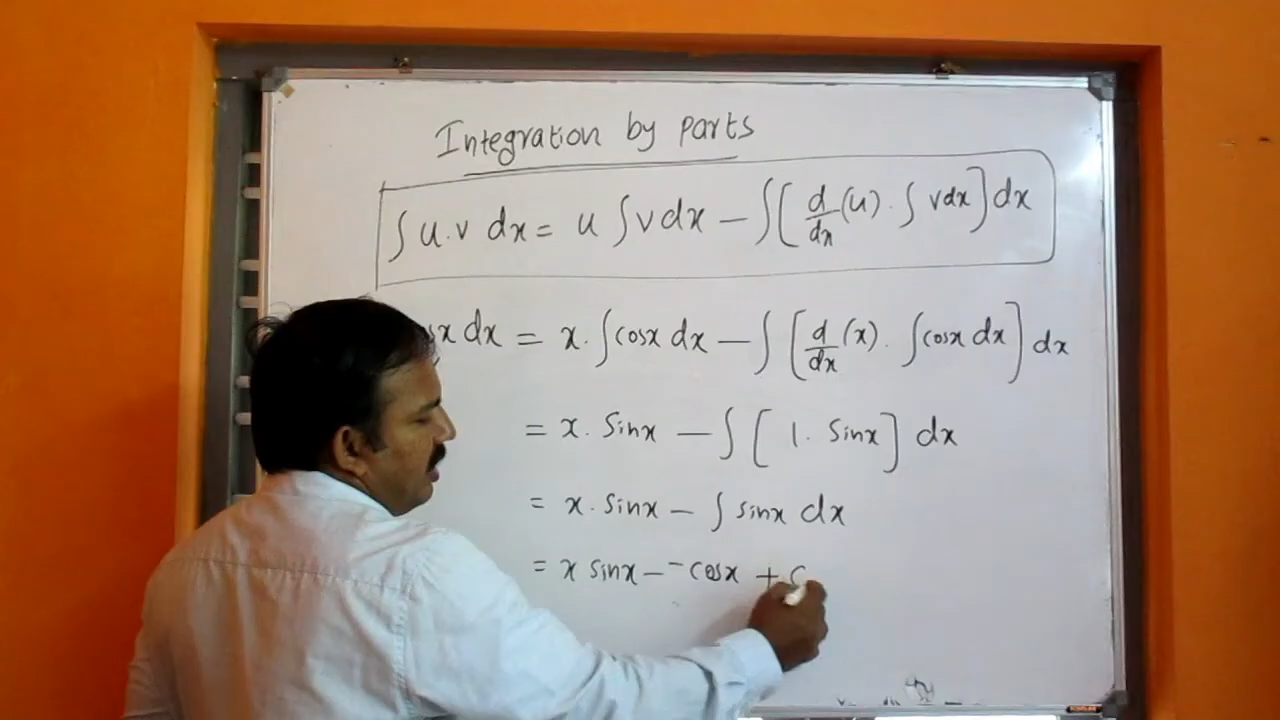 Integration by parts
∫ u.v dx = u ∫ v dx − ∫ [ d/dx (u) . ∫ v dx ] dx
x dx = x. ∫ cosx dx − ∫ [ d/dx (x) . ∫ cosx dx ] dx
= x. Sinx − ∫ [ 1. Sinx ] dx
= x. Sinx − ∫ sinx dx
= x sinx − - cosx +